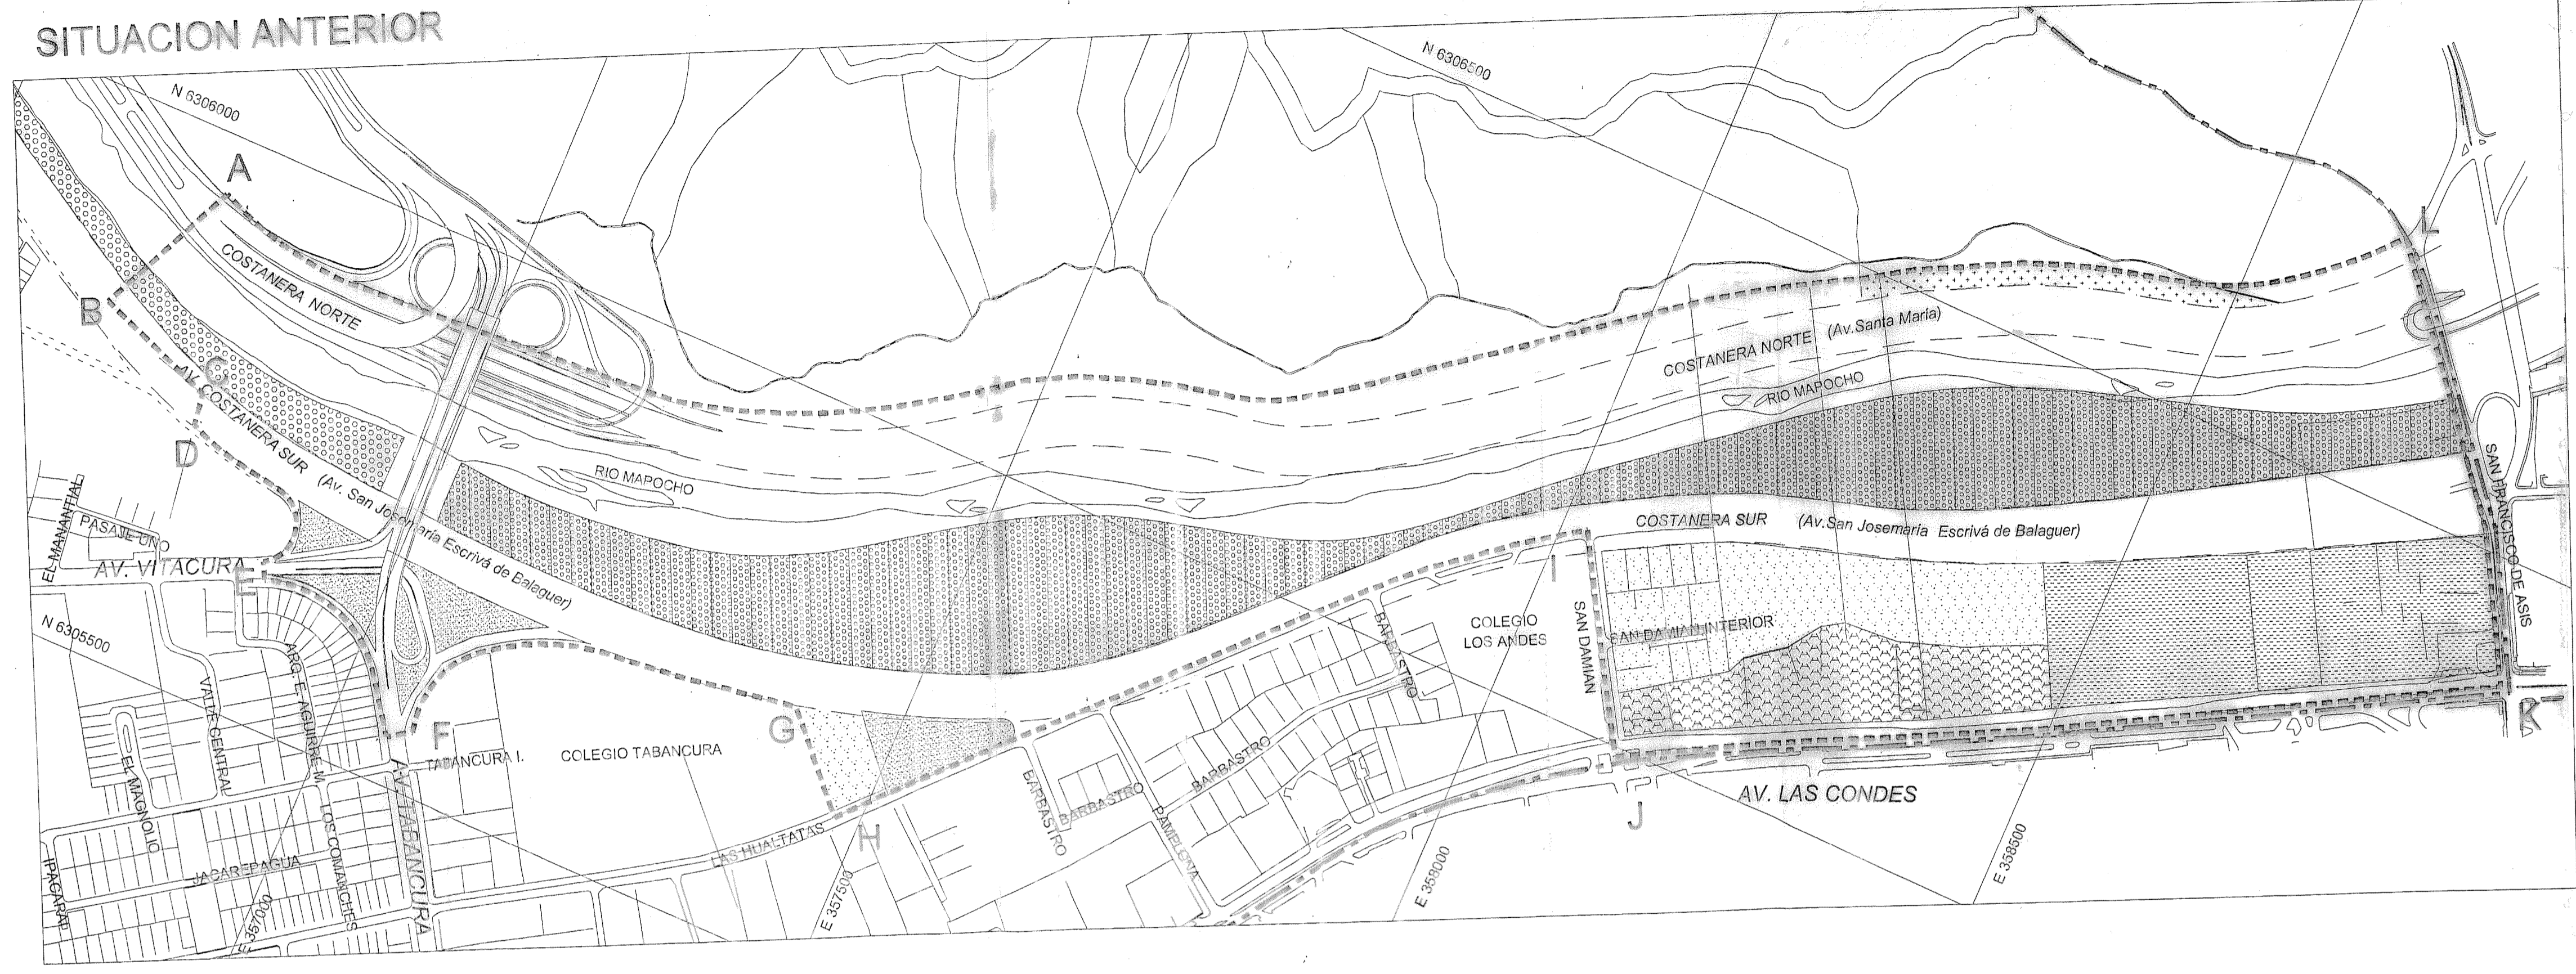 SITUACION ANTERIOR
N 6306000
N 6306500
A
L
COSTANERA NORTE
B
C
COSTANERA NORTE (Av.Santa María)
RIO MAPOCHO
AV. COSTANERA SUR (Av. San Josemaría Escrivá de Balaguer)
D
RIO MAPOCHO
SAN FRANCISCO DE ASIS
EL MANANTIAL
PASAJE UNO
COSTANERA SUR (Av.San Josemaría Escrivá de Balaguer)
AV. VITACURA
E
I
N 6305500
ARQ. E. AGUIRRE M.
BARBASTRO
COLEGIO
LOS ANDES
SAN DAMIAN
SAN DAMIAN INTERIOR
VALLE CENTRAL
F
G
K
TABANCURA I.
COLEGIO TABANCURA
EL MAGNOLIO
BARBASTRO
BARBASTRO
BARBASTRO
PAMPLONA
AV. LAS CONDES
J
LOS COMANCHES
AV. TABANCURA
LAS HUALTATAS
H
JACAREPAGUA
IPACARAI
E 357000
E 357500
E 358000
E 358500